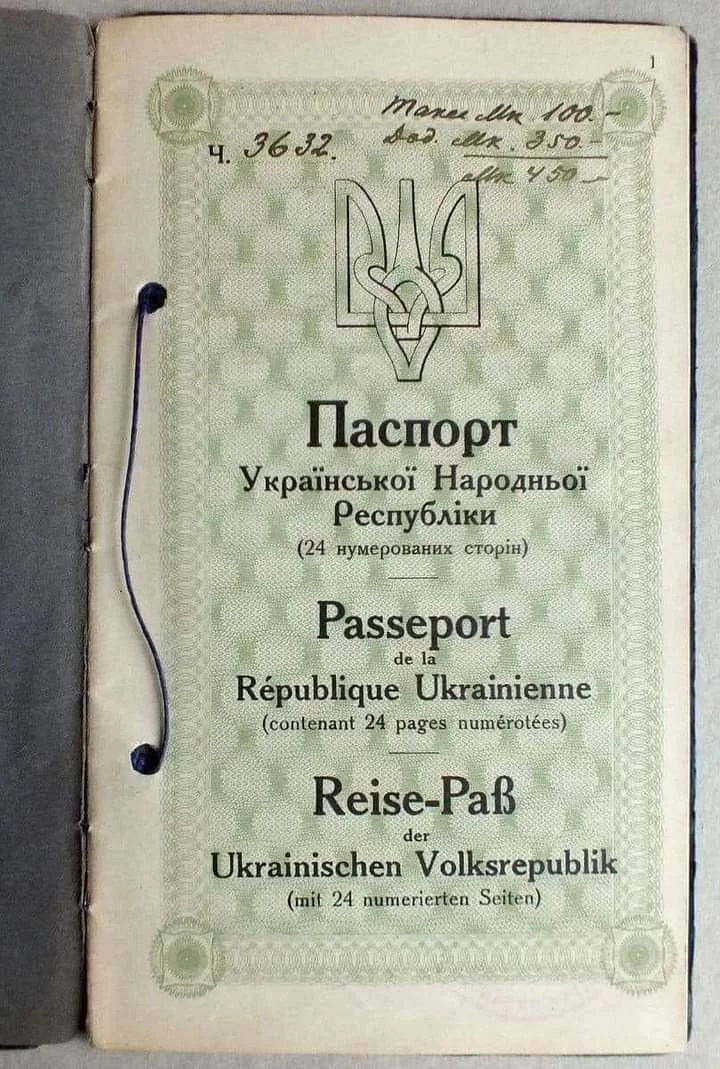 1
Такса Мк 100.-
Дод. Мк. 350.-
Мк 450.-
Ч. 3632.
Паспорт
Української Народньої
Республіки
(24 нумерованих сторін)
Passeport
de la
République Ukrainienne
(contenant 24 pages numérotées)
Reise-Paß
der
Ukrainischen Volksrepublik
(mit 24 numerierten Seiten)